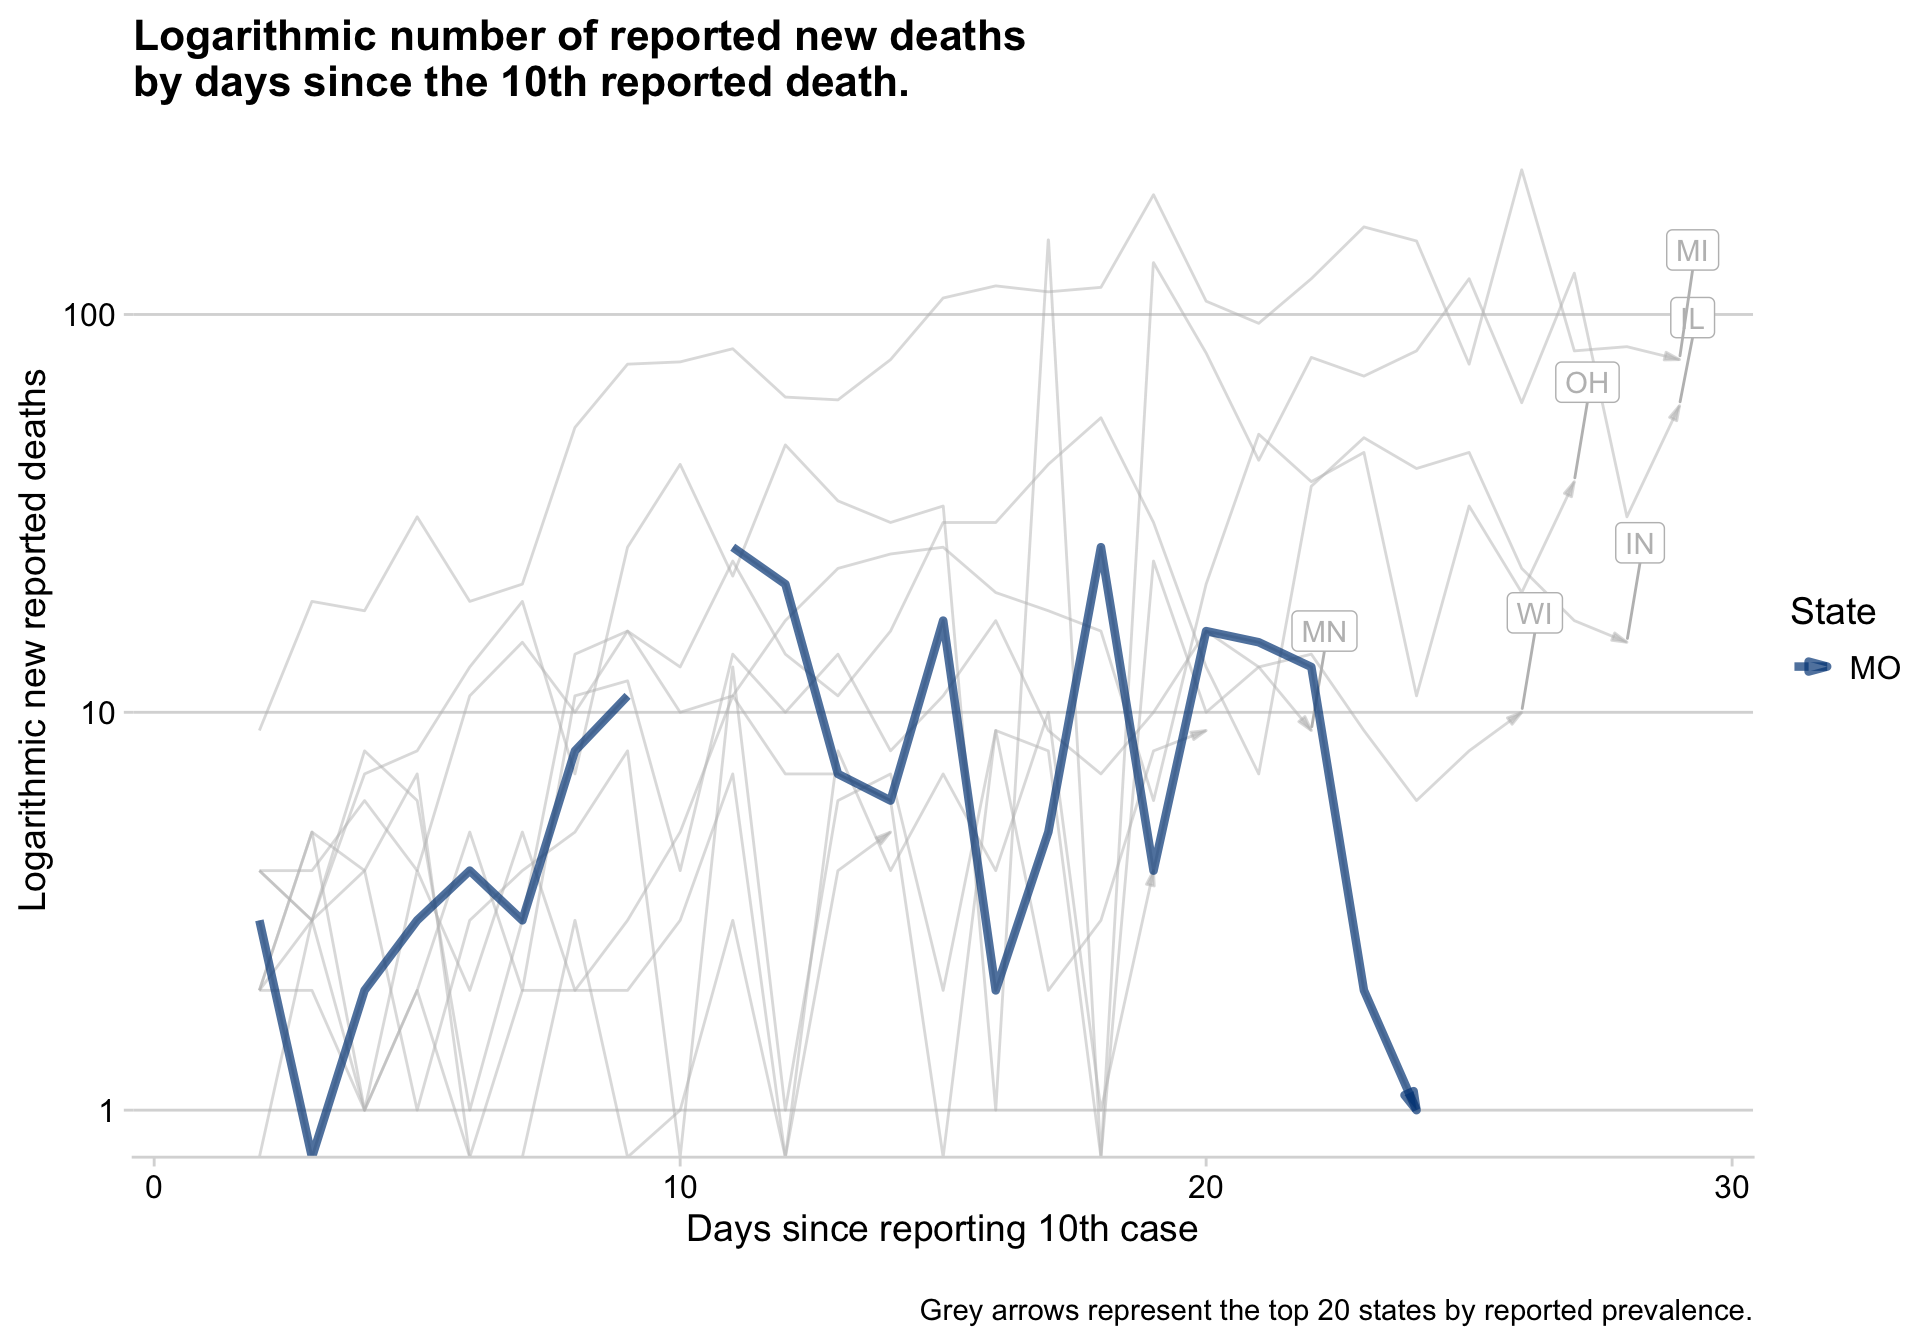 Logarithmic number of reported new deaths
by days since the 10th reported death.
Logarithmic new reported deaths
100
10
1
MI
IL
OH
IN
WI
MN
State
MO
0
10
20
30
Days since reporting 10th case
Grey arrows represent the top 20 states by reported prevalence.